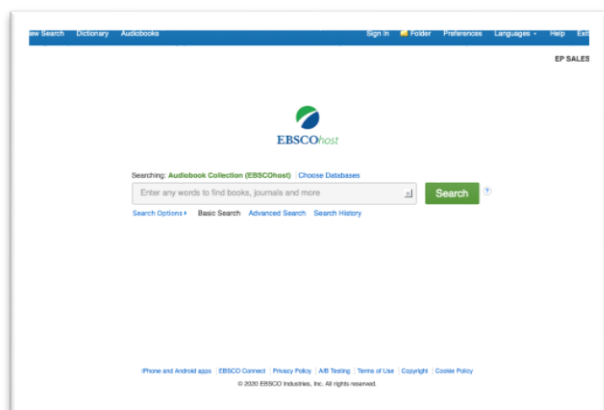 ew Search Dictionary Audiobooks Sign In Folder Preferences Languages Help Exit
EP SALES
EBSCOhost
Searching: Audiobook Collection (EBSCOhost) Choose Databases
Enter any words to find books, journals and more Search ?
Search Options Basic Search Advanced Search Search History
iPhone and Android apps | EBSCO Connect | Privacy Policy | A/B Testing | Terms of Use | Copyright | Cookie Policy
© 2020 EBSCO Industries, Inc. All rights reserved.